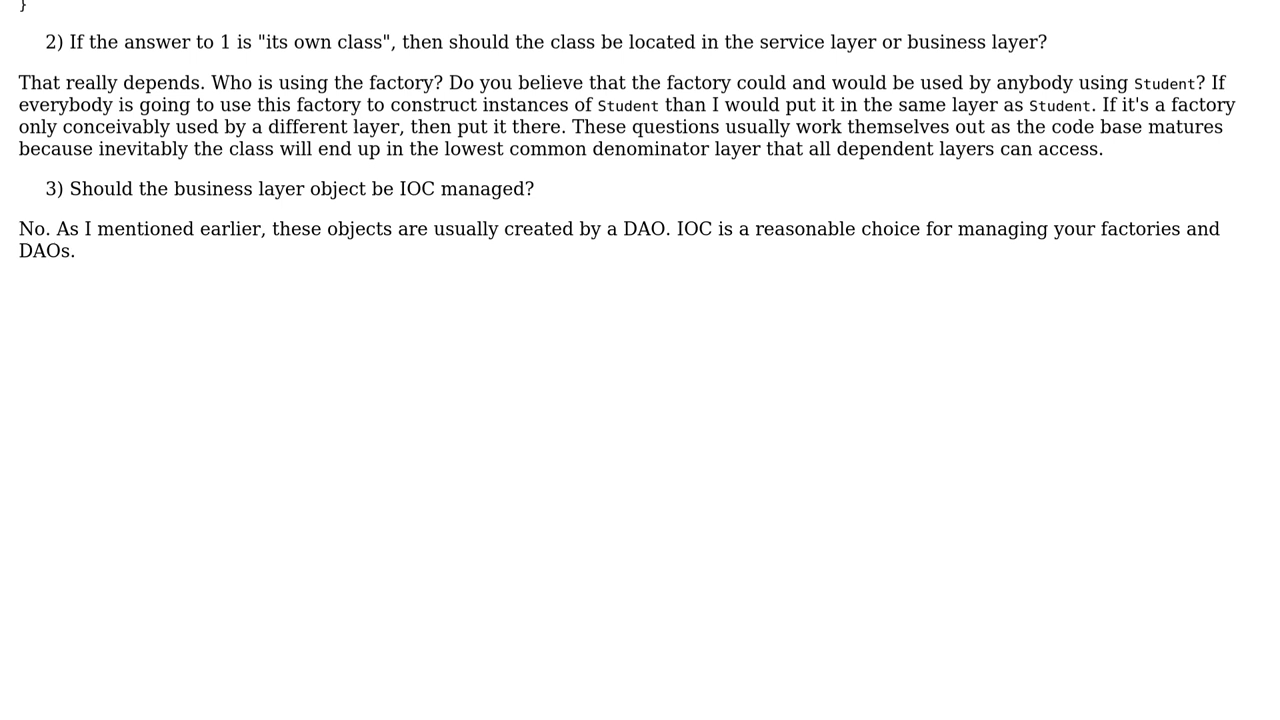 }
2) If the answer to 1 is "its own class", then should the class be located in the service layer or business layer?
That really depends. Who is using the factory? Do you believe that the factory could and would be used by anybody using Student? If
everybody is going to use this factory to construct instances of Student than I would put it in the same layer as Student. If it's a factory
only conceivably used by a different layer, then put it there. These questions usually work themselves out as the code base matures
because inevitably the class will end up in the lowest common denominator layer that all dependent layers can access.
3) Should the business layer object be IOC managed?
No. As I mentioned earlier, these objects are usually created by a DAO. IOC is a reasonable choice for managing your factories and
DAOs.